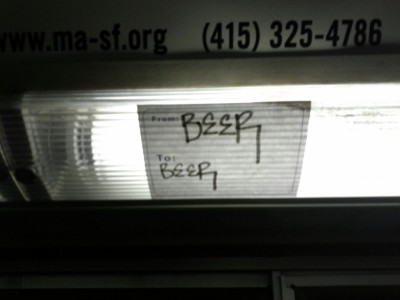 www.ma-sf.org (415) 325-4786
From: BEER
To:
BEER